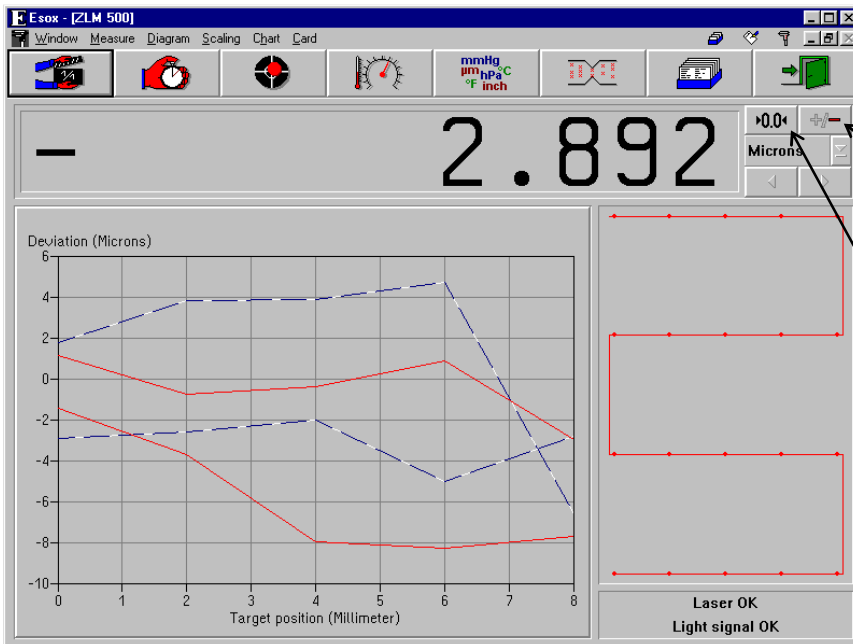 Esox - [ZLM 500]
Window Measure Diagram Scaling Chart Card
mmHg
µm hPa °C
°F inch
- 2.892
0.0
+/-
Microns
Deviation (Microns)
6
4
2
0
-2
-4
-6
-8
-10
0 1 2 3 4 5 6 7 8
Target position (Millimeter)
Laser OK
Light signal OK